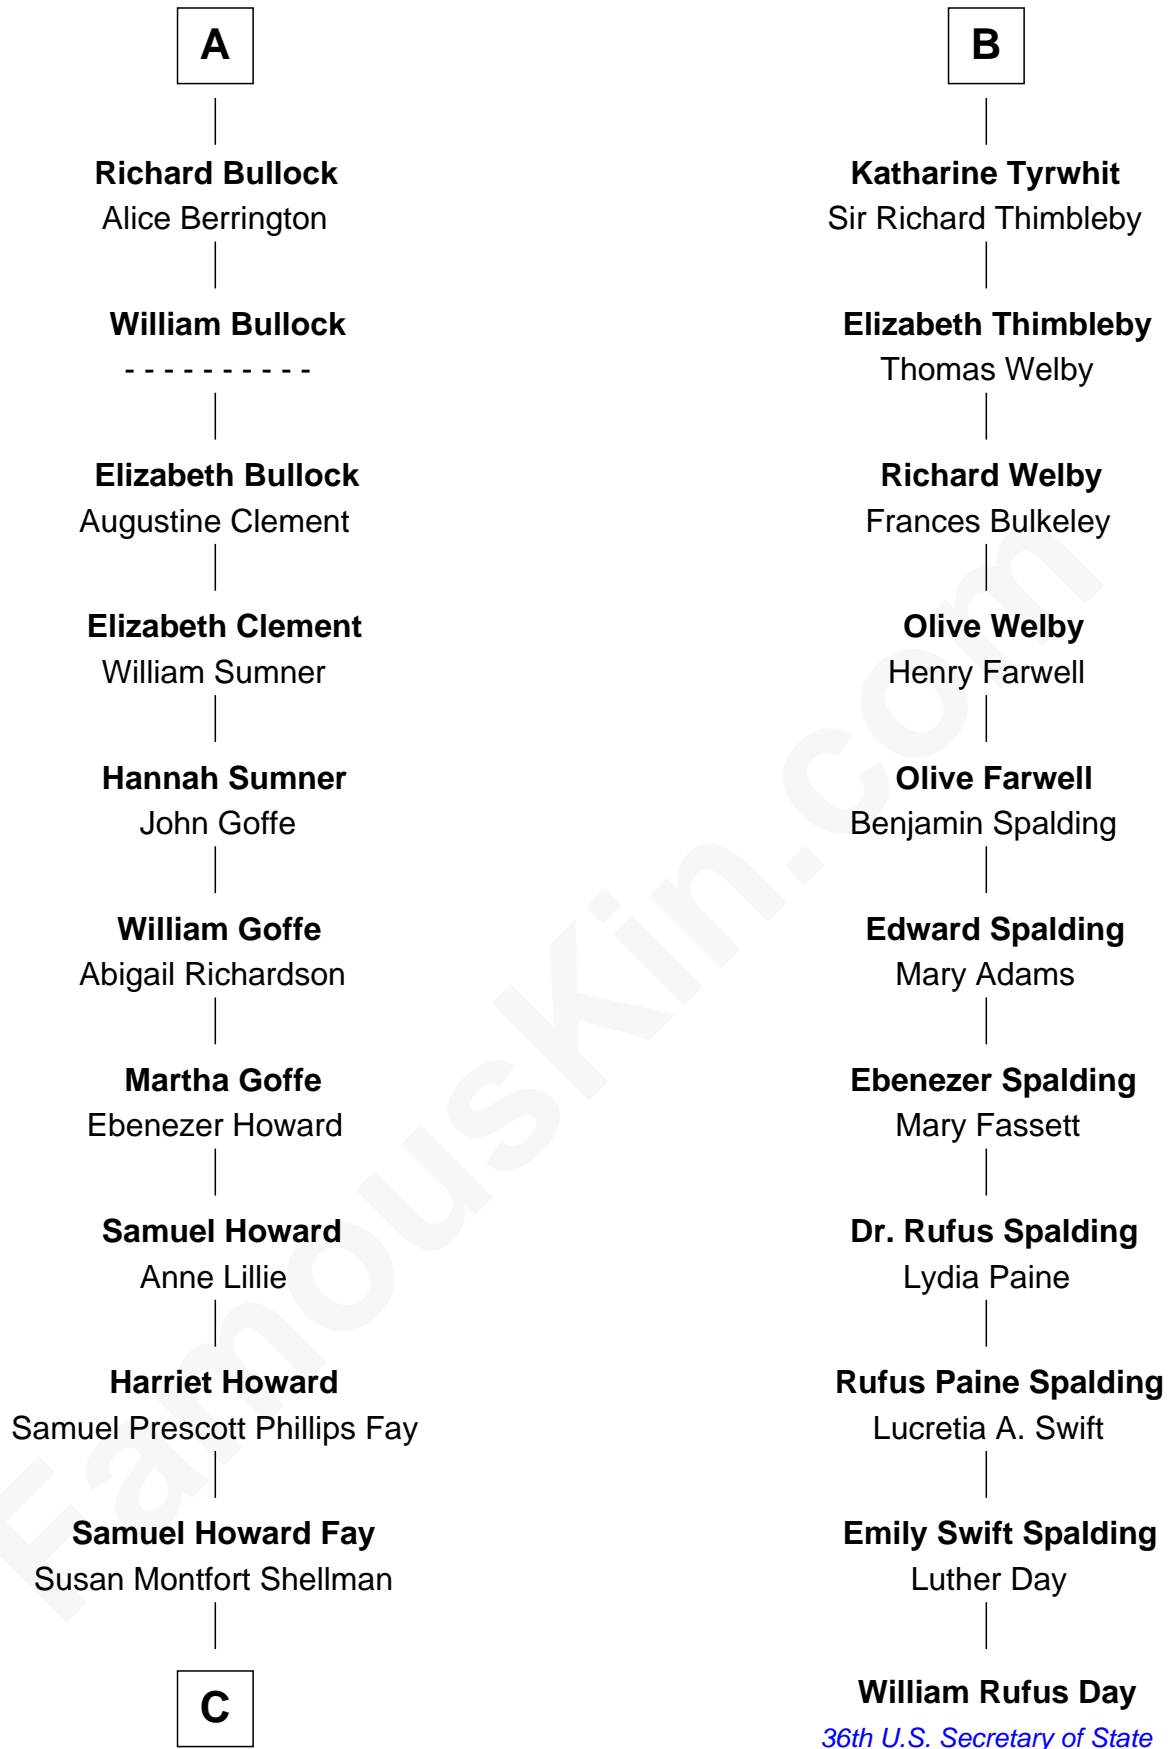 A
Richard Bullock
Alice Berrington
William Bullock
- - - - - - - - - -
Elizabeth Bullock
Augustine Clement
Elizabeth Clement
William Sumner
Hannah Sumner
John Goffe
William Goffe
Abigail Richardson
Martha Goffe
Ebenezer Howard
Samuel Howard
Anne Lillie
Harriet Howard
Samuel Prescott Phillips Fay
Samuel Howard Fay
Susan Montfort Shellman
C
B
Katharine Tyrwhit
Sir Richard Thimbleby
Elizabeth Thimbleby
Thomas Welby
Richard Welby
Frances Bulkeley
Olive Welby
Henry Farwell
Olive Farwell
Benjamin Spalding
Edward Spalding
Mary Adams
Ebenezer Spalding
Mary Fassett
Dr. Rufus Spalding
Lydia Paine
Rufus Paine Spalding
Lucretia A. Swift
Emily Swift Spalding
Luther Day
William Rufus Day
36th U.S. Secretary of State
FamousKin.com